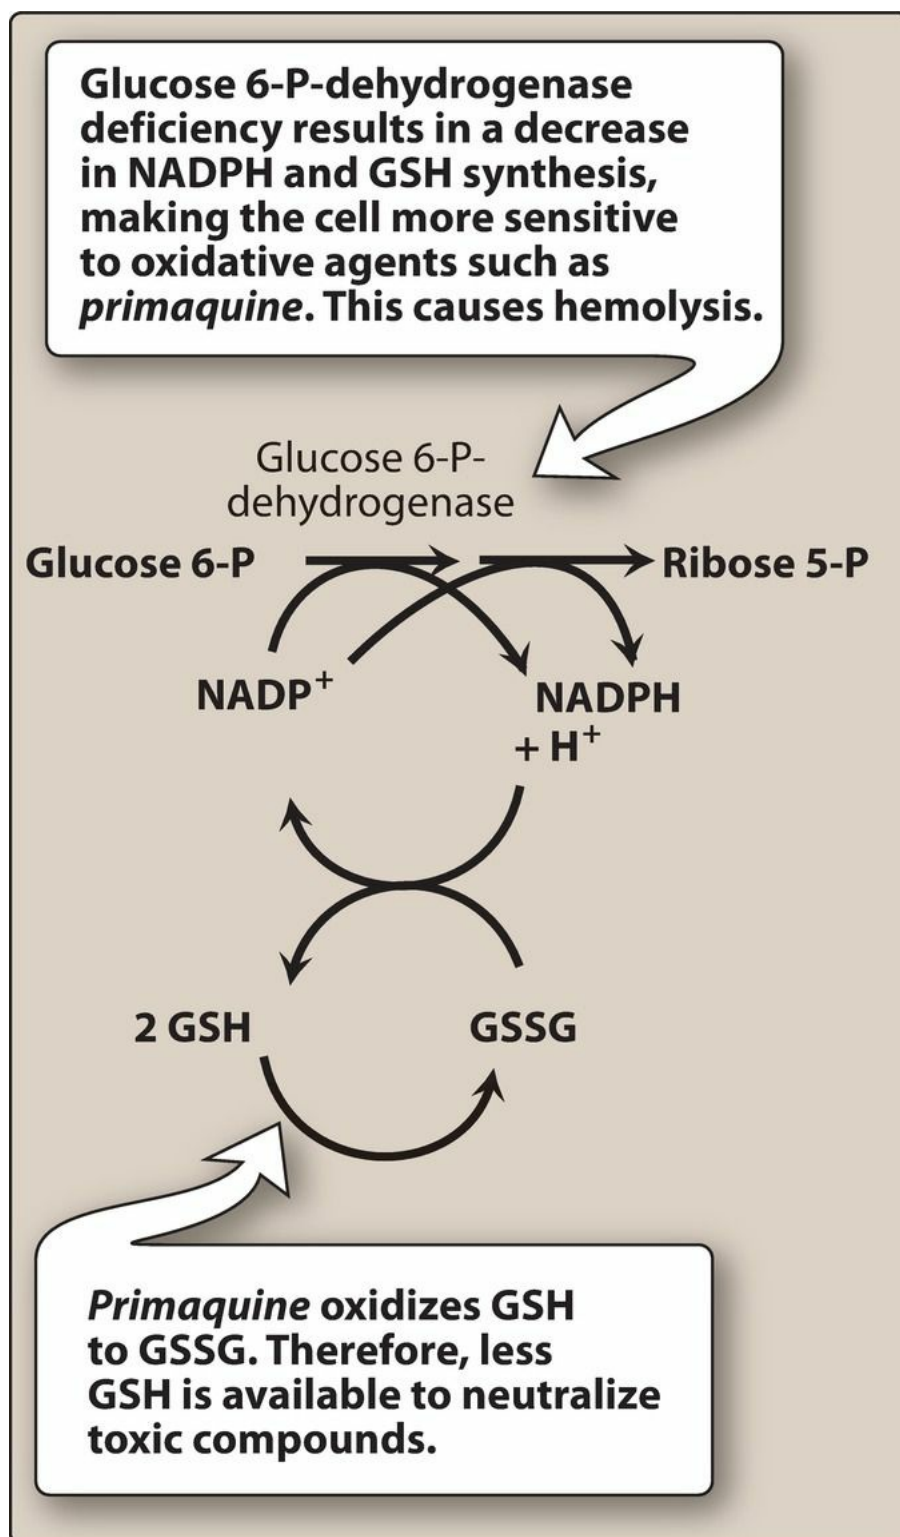 Glucose 6-P-dehydrogenase
deficiency results in a decrease
in NADPH and GSH synthesis,
making the cell more sensitive
to oxidative agents such as
primaquine. This causes hemolysis.
Glucose 6-P-
dehydrogenase
Glucose 6-P
Ribose 5-P
NADP⁺
NADPH
+ H⁺
2 GSH
GSSG
Primaquine oxidizes GSH
to GSSG. Therefore, less
GSH is available to neutralize
toxic compounds.